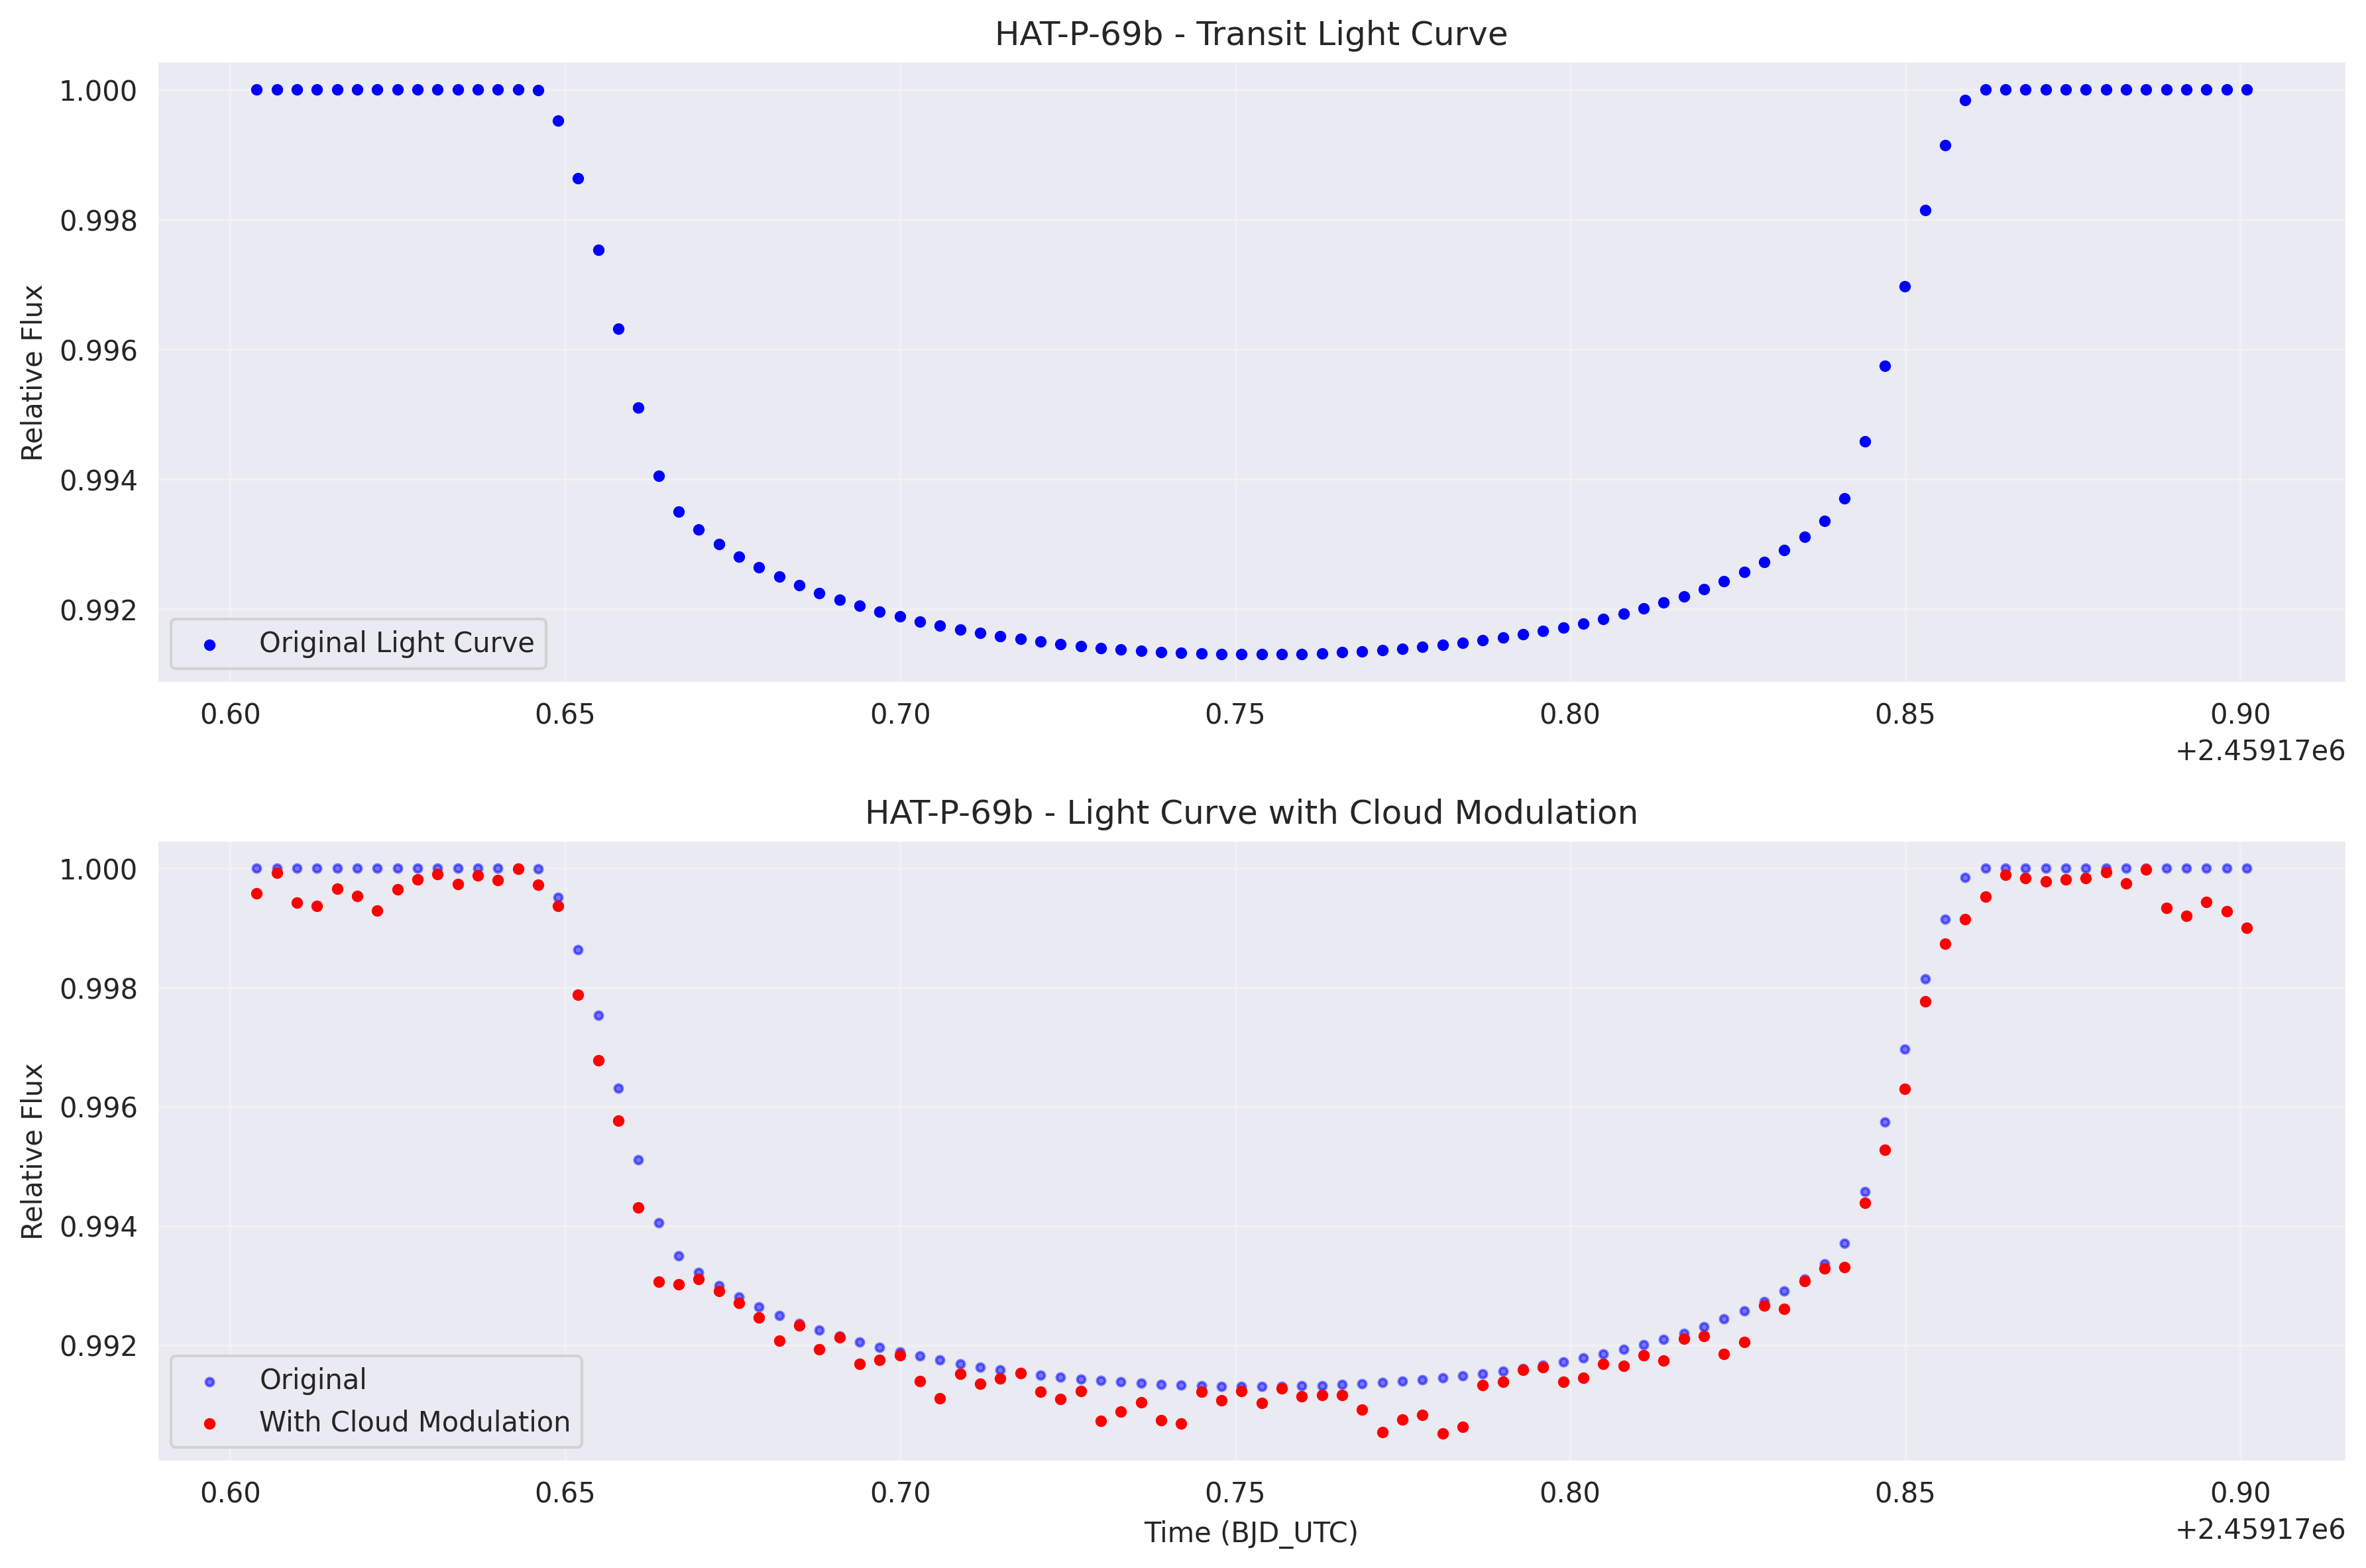 HAT-P-69b - Transit Light Curve
1.000
0.998
0.996
0.994
0.992
Relative Flux
Original Light Curve
0.60 0.65 0.70 0.75 0.80 0.85 0.90
+2.45917e6
HAT-P-69b - Light Curve with Cloud Modulation
1.000
0.998
0.996
0.994
0.992
Relative Flux
Original
With Cloud Modulation
0.60 0.65 0.70 0.75 0.80 0.85 0.90
Time (BJD_UTC)
+2.45917e6